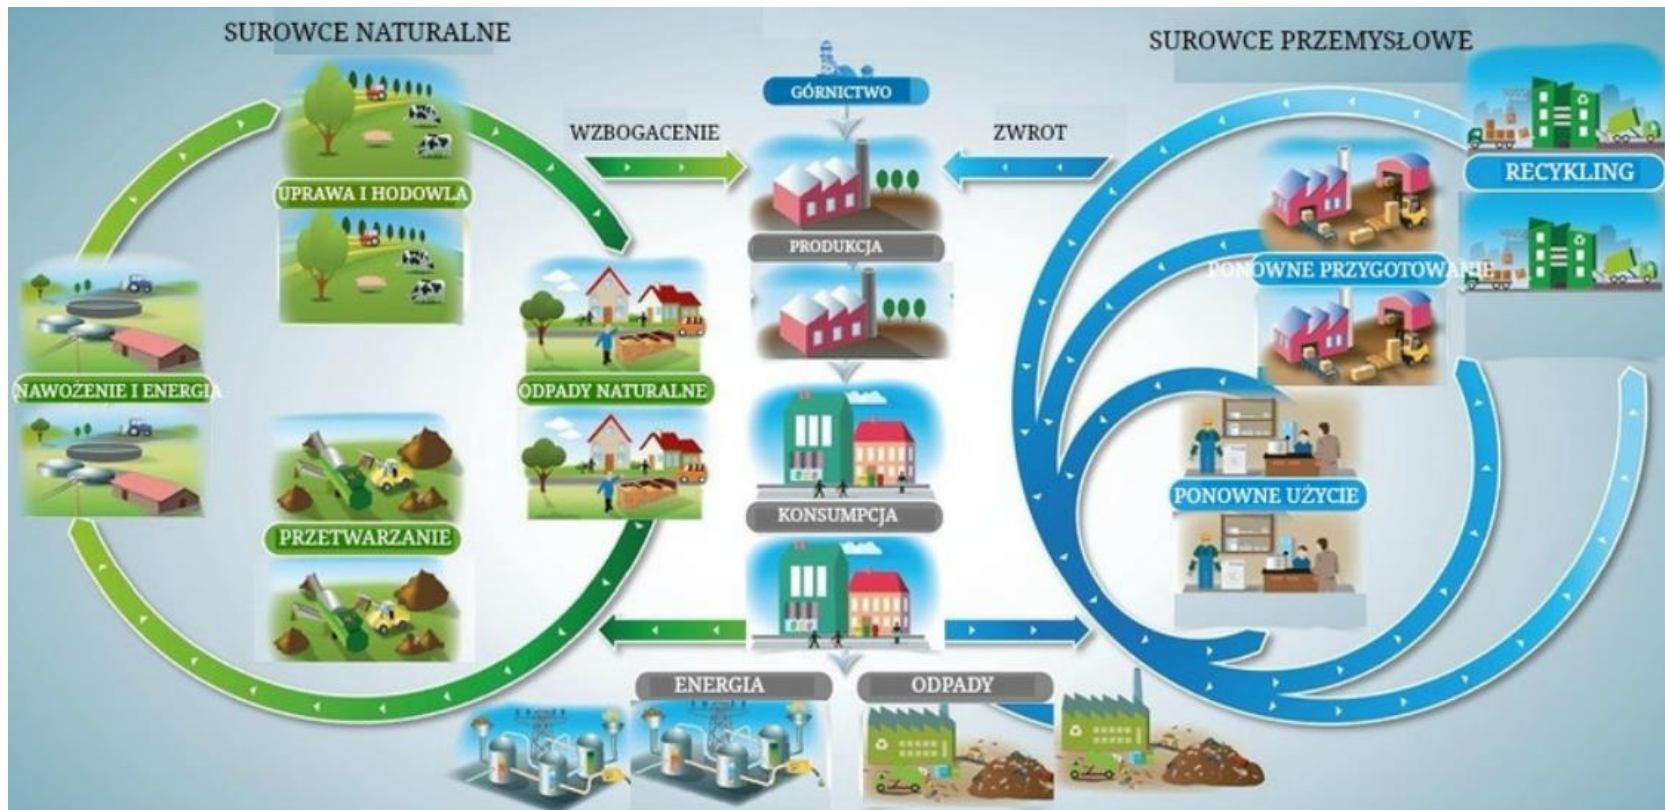 SUROWCE NATURALNE
SUROWCE PRZEMYSŁOWE
GÓRNICTWO
WZBOGACENIE
ZWROT
RECYKLING
UPRAWA I HODOWLA
PRODUKCJA
PONOWNE PRZYGOTOWANIE
NAWOŻENIE I ENERGIA
ODPADY NATURALNE
PONOWNE UŻYCIE
KONSUMPCJA
PRZETWARZANIE
ENERGIA
ODPADY